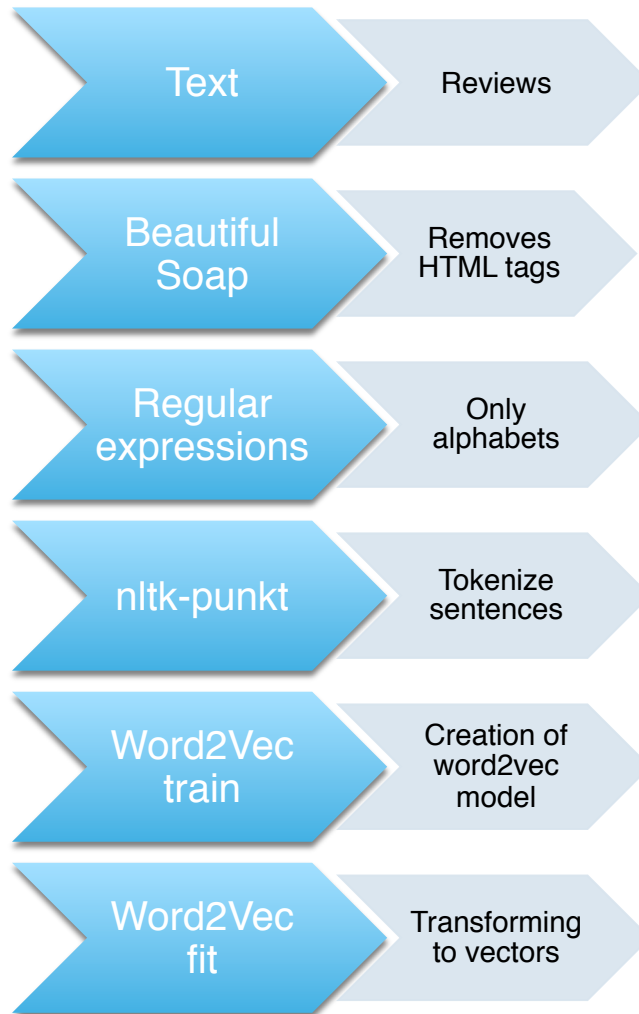 Text
Reviews
Beautiful
Soap
Removes
HTML tags
Regular
expressions
Only
alphabets
nltk-punkt
Tokenize
sentences
Word2Vec
train
Creation of
word2vec
model
Word2Vec
fit
Transforming
to vectors